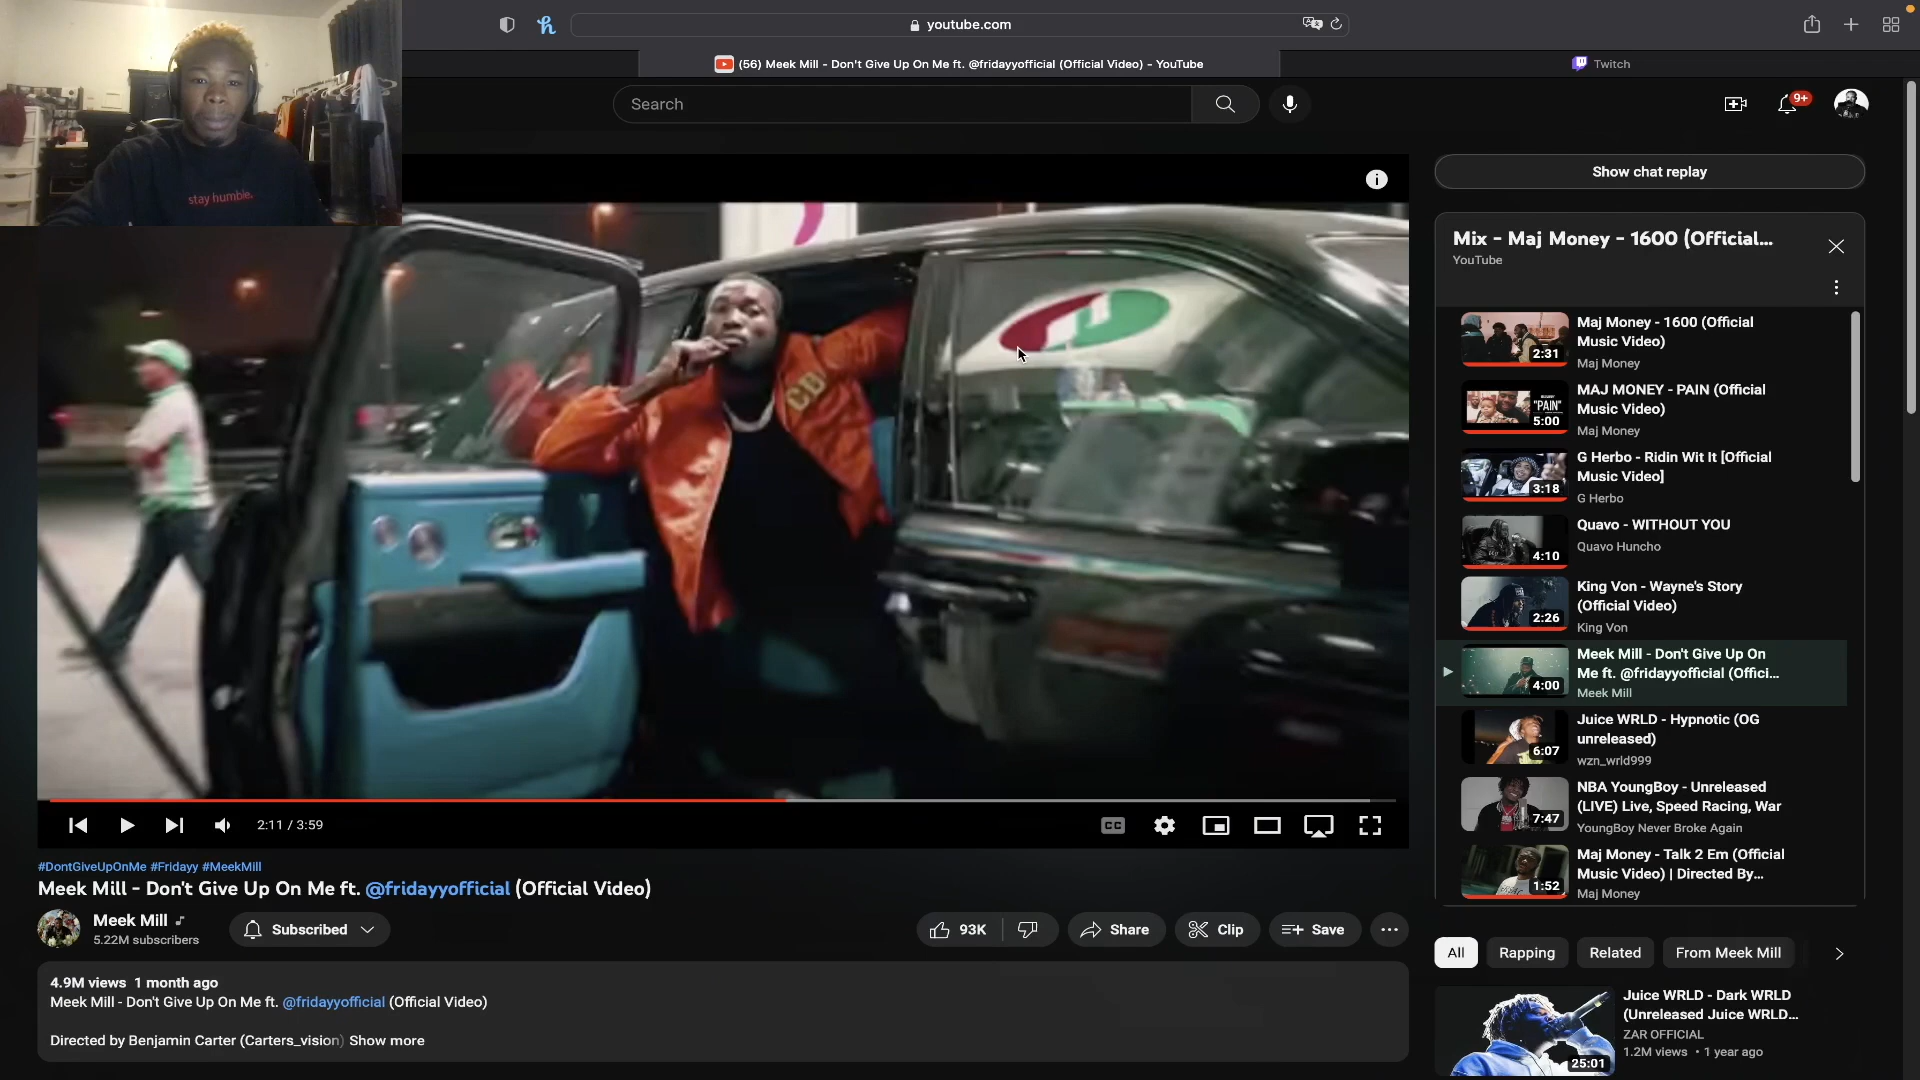 youtube.com
(56) Meek Mill - Don't Give Up On Me ft. @fridayyofficial (Official Video) - YouTube
Twitch
Search
9+
stay humble.
Show chat replay
Mix - Maj Money - 1600 (Official...
YouTube
Maj Money - 1600 (Official
Music Video)
Maj Money
2:31
MAJ MONEY - PAIN (Official
Music Video)
Maj Money
"PAIN"
5:00
G Herbo - Ridin Wit It [Official
Music Video]
G Herbo
3:18
Quavo - WITHOUT YOU
Quavo Huncho
4:10
King Von - Wayne's Story
(Official Video)
King Von
2:26
Meek Mill - Don't Give Up On
Me ft. @fridayyofficial (Offici...
Meek Mill
4:00
Juice WRLD - Hypnotic (OG
unreleased)
wzn_wrld999
6:07
NBA YoungBoy - Unreleased
(LIVE) Live, Speed Racing, War
YoungBoy Never Broke Again
7:47
Maj Money - Talk 2 Em (Official
Music Video) | Directed By...
Maj Money
1:52
2:11 / 3:59
CC
#DontGiveUpOnMe #Fridayy #MeekMill
Meek Mill - Don't Give Up On Me ft. @fridayyofficial (Official Video)
Meek Mill
5.22M subscribers
Subscribed
93K
Share
Clip
Save
4.9M views 1 month ago
Meek Mill - Don't Give Up On Me ft. @fridayyofficial (Official Video)
Directed by Benjamin Carter (Carters_vision) Show more
All
Rapping
Related
From Meek Mill
Juice WRLD - Dark WRLD
(Unreleased Juice WRLD...
ZAR OFFICIAL
1.2M views • 1 year ago
25:01